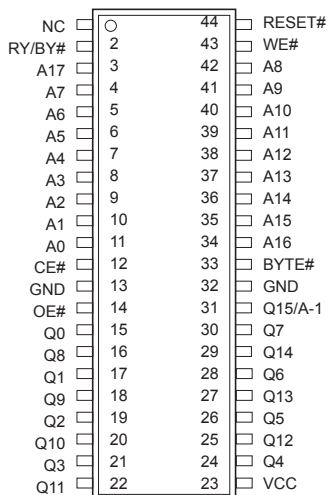 NC 44 RESET#
RY/BY# 2 43 WE#
A17 3 42 A8
A7 4 41 A9
A6 5 40 A10
A5 6 39 A11
A4 7 38 A12
A3 8 37 A13
A2 9 36 A14
A1 10 35 A15
A0 11 34 A16
CE# 12 33 BYTE#
GND 13 32 GND
OE# 14 31 Q15/A-1
Q0 15 30 Q7
Q8 16 29 Q14
Q1 17 28 Q6
Q9 18 27 Q13
Q2 19 26 Q5
Q10 20 25 Q12
Q3 21 24 Q4
Q11 22 23 VCC